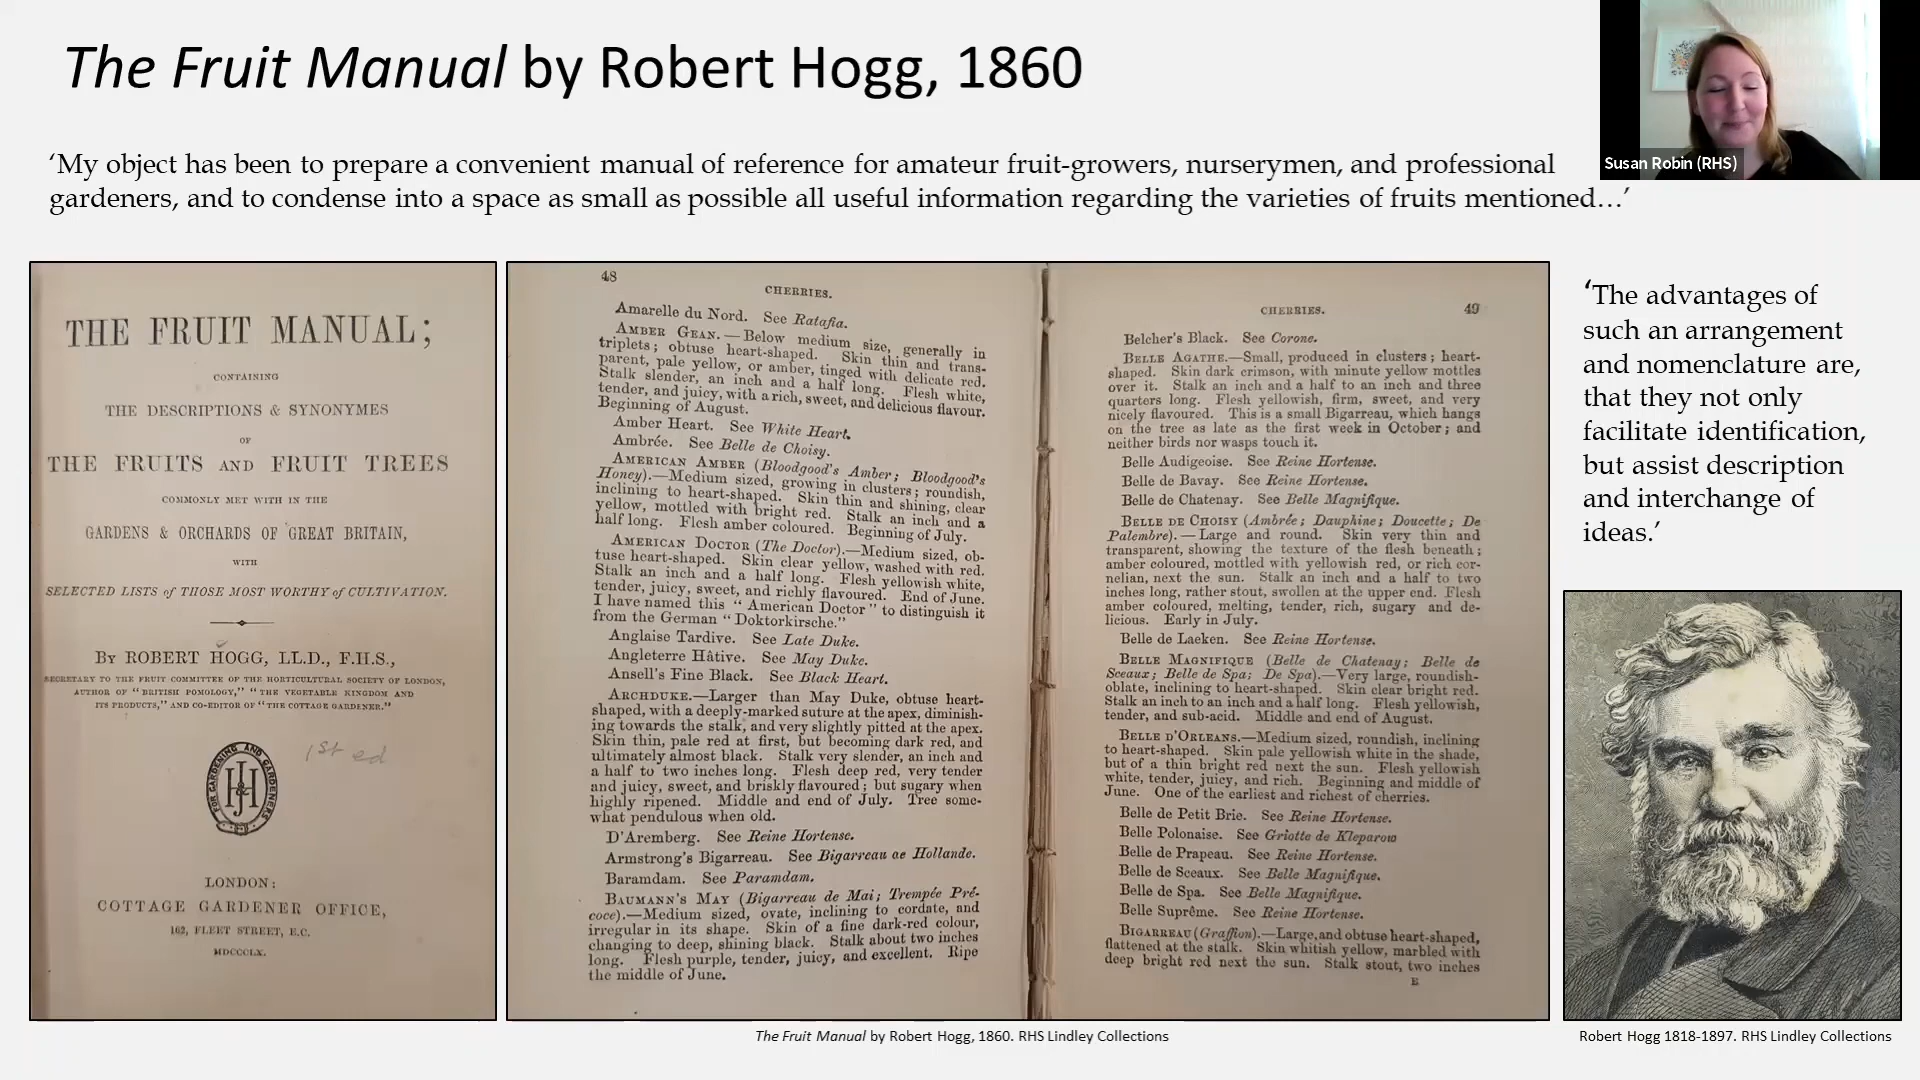 The Fruit Manual by Robert Hogg, 1860
Susan Robin (RHS)
‘My object has been to prepare a convenient manual of reference for amateur fruit-growers, nurserymen, and professional
gardeners, and to condense into a space as small as possible all useful information regarding the varieties of fruits mentioned…’
THE FRUIT MANUAL;
CONTAINING
THE DESCRIPTIONS & SYNONYMES
OF
THE FRUITS AND FRUIT TREES
COMMONLY MET WITH IN THE
GARDENS & ORCHARDS OF GREAT BRITAIN,
WITH
SELECTED LISTS of THOSE MOST WORTHY of CULTIVATION.
By ROBERT HOGG, LL.D., F.H.S.,
SECRETARY TO THE FRUIT COMMITTEE OF THE HORTICULTURAL SOCIETY OF LONDON,
AUTHOR OF "BRITISH POMOLOGY," "THE VEGETABLE KINGDOM AND
ITS PRODUCTS," AND CO-EDITOR OF "THE COTTAGE GARDENER."
1st ed
FOR GARDENING AND GARDENERS
LONDON:
COTTAGE GARDENER OFFICE,
162, FLEET STREET, E.C.
MDCCCLX.
48
CHERRIES.
Amarelle du Nord. See Ratafia.
AMBER GEAN.—Below medium size, generally in
triplets; obtuse heart-shaped. Skin thin and trans-
parent, pale yellow, or amber, tinged with delicate red.
Stalk slender, an inch and a half long. Flesh white,
tender, and juicy, with a rich, sweet, and delicious flavour.
Beginning of August.
Amber Heart. See White Heart.
Ambrée. See Belle de Choisy.
AMERICAN AMBER (Bloodgood's Amber; Bloodgood's
Honey).—Medium sized, growing in clusters; roundish,
inclining to heart-shaped. Skin thin and shining, clear
yellow, mottled with bright red. Stalk an inch and a
half long. Flesh amber coloured. Beginning of July.
AMERICAN DOCTOR (The Doctor).—Medium sized, ob-
tuse heart-shaped. Skin clear yellow, washed with red.
Stalk an inch and a half long. Flesh yellowish white,
tender, juicy, sweet, and richly flavoured. End of June.
I have named this "American Doctor" to distinguish it
from the German "Doktorkirsche."
Anglaise Tardive. See Late Duke.
Angleterre Hâtive. See May Duke.
Ansell's Fine Black. See Black Heart.
ARCHDUKE.—Larger than May Duke, obtuse heart-
shaped, with a deeply-marked suture at the apex, diminish-
ing towards the stalk, and very slightly pitted at the apex.
Skin thin, pale red at first, but becoming dark red, and
ultimately almost black. Stalk very slender, an inch and
a half to two inches long. Flesh deep red, very tender
and juicy, sweet, and briskly flavoured; but sugary when
highly ripened. Middle and end of July. Tree some-
what pendulous when old.
D'Aremberg. See Reine Hortense.
Armstrong's Bigarreau. See Bigarreau de Hollande.
Baramdam. See Paramdam.
BAUMANN'S MAY (Bigarreau de Mai; Trempée Pré-
coce).—Medium sized, ovate, inclining to cordate, and
irregular in its shape. Skin of a fine dark-red colour,
changing to deep, shining black. Stalk about two inches
long. Flesh purple, tender, juicy, and excellent. Ripe
the middle of June.
CHERRIES. 49
Belcher's Black. See Corone.
BELLE AGATHE.—Small, produced in clusters; heart-
shaped. Skin dark crimson, with minute yellow mottles
over it. Stalk an inch and a half to an inch and three
quarters long. Flesh yellowish, firm, sweet, and very
nicely flavoured. This is a small Bigarreau, which hangs
on the tree as late as the first week in October; and
neither birds nor wasps touch it.
Belle Audigeoise. See Reine Hortense.
Belle de Bavay. See Reine Hortense.
Belle de Chatenay. See Belle Magnifique.
BELLE DE CHOISY (Ambrée; Dauphine; Doucette; De
Palembre).—Large and round. Skin very thin and
transparent, showing the texture of the flesh beneath;
amber coloured, mottled with yellowish red, or rich cor-
nelian, next the sun. Stalk an inch and a half to two
inches long, rather stout, swollen at the upper end. Flesh
amber coloured, melting, tender, rich, sugary and de-
licious. Early in July.
Belle de Laeken. See Reine Hortense.
BELLE MAGNIFIQUE (Belle de Chatenay; Belle de
Sceaux; Belle de Spa; De Spa).—Very large, roundish-
oblate, inclining to heart-shaped. Skin clear bright red.
Stalk an inch to an inch and a half long. Flesh yellowish,
tender, and sub-acid. Middle and end of August.
BELLE D'ORLEANS.—Medium sized, roundish, inclining
to heart-shaped. Skin pale yellowish white in the shade,
but of a thin bright red next the sun. Flesh yellowish
white, tender, juicy, and rich. Beginning and middle of
June. One of the earliest and richest of cherries.
Belle de Petit Brie. See Reine Hortense.
Belle Polonaise. See Griotte de Kleparow
Belle de Prapeau. See Reine Hortense.
Belle de Sceaux. See Belle Magnifique.
Belle de Spa. See Belle Magnifique.
Belle Suprême. See Reine Hortense.
BIGARREAU (Graffion).—Large, and obtuse heart-shaped,
flattened at the stalk. Skin whitish yellow, marbled with
deep bright red next the sun. Stalk stout, two inches
E
‘The advantages of
such an arrangement
and nomenclature are,
that they not only
facilitate identification,
but assist description
and interchange of
ideas.’
The Fruit Manual by Robert Hogg, 1860. RHS Lindley Collections
Robert Hogg 1818-1897. RHS Lindley Collections